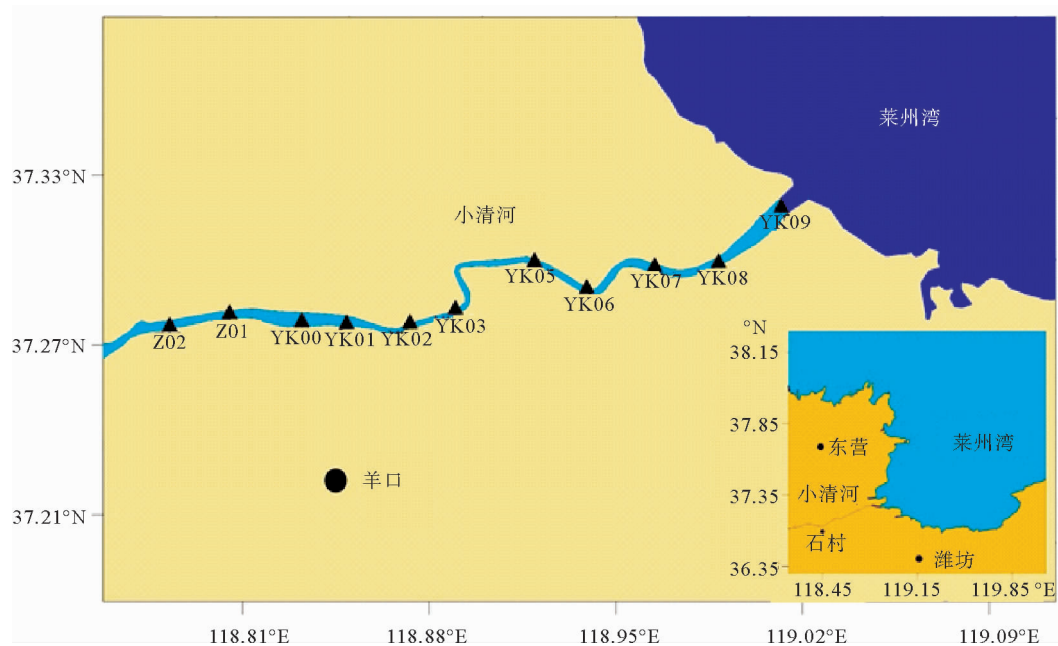 莱州湾
37.33°N
小清河
YK09
YK05
YK07
YK08
YK06
YK03
Z02
Z01
YK00
YK01
YK02
37.27°N
°N
38.15
37.85
东营
莱州湾
羊口
37.35
小清河
37.21°N
石村
潍坊
36.35
118.45
119.15
119.85 °E
118.81°E
118.88°E
118.95°E
119.02°E
119.09°E